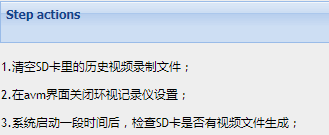 Step actions
1.清空SD卡里的历史视频录制文件；
2.在avm界面关闭环视记录仪设置；
3.系统启动一段时间后，检查SD卡是否有视频文件生成；